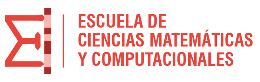 ESCUELA DE
CIENCIAS MATEMÁTICAS
Y COMPUTACIONALES